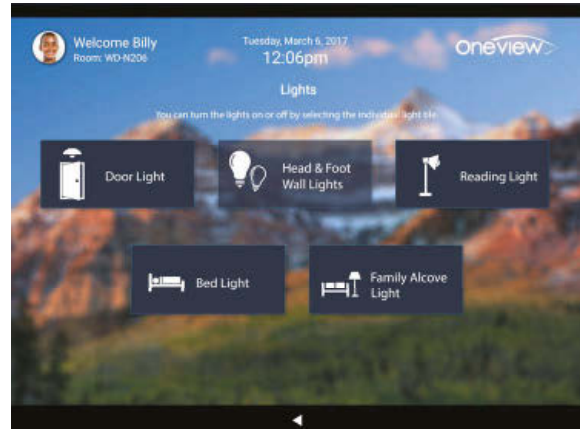 Welcome Billy
Room: WD-N206
Tuesday, March 6, 2017
12:06pm
oneview
Lights
You can turn the lights on or off by selecting the individual light tile.
Door Light
Head & Foot
Wall Lights
Reading Light
Bed Light
Family Alcove
Light